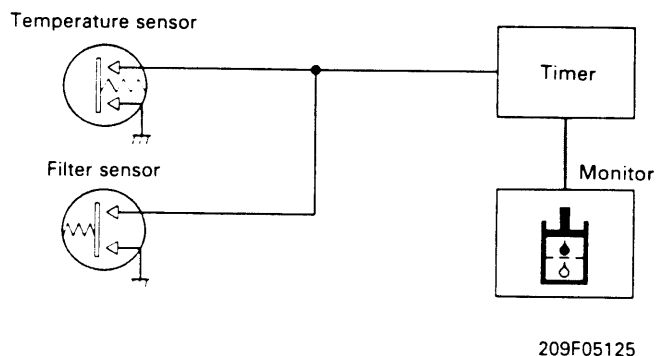 Temperature sensor
Timer
Filter sensor
Monitor
209F05125